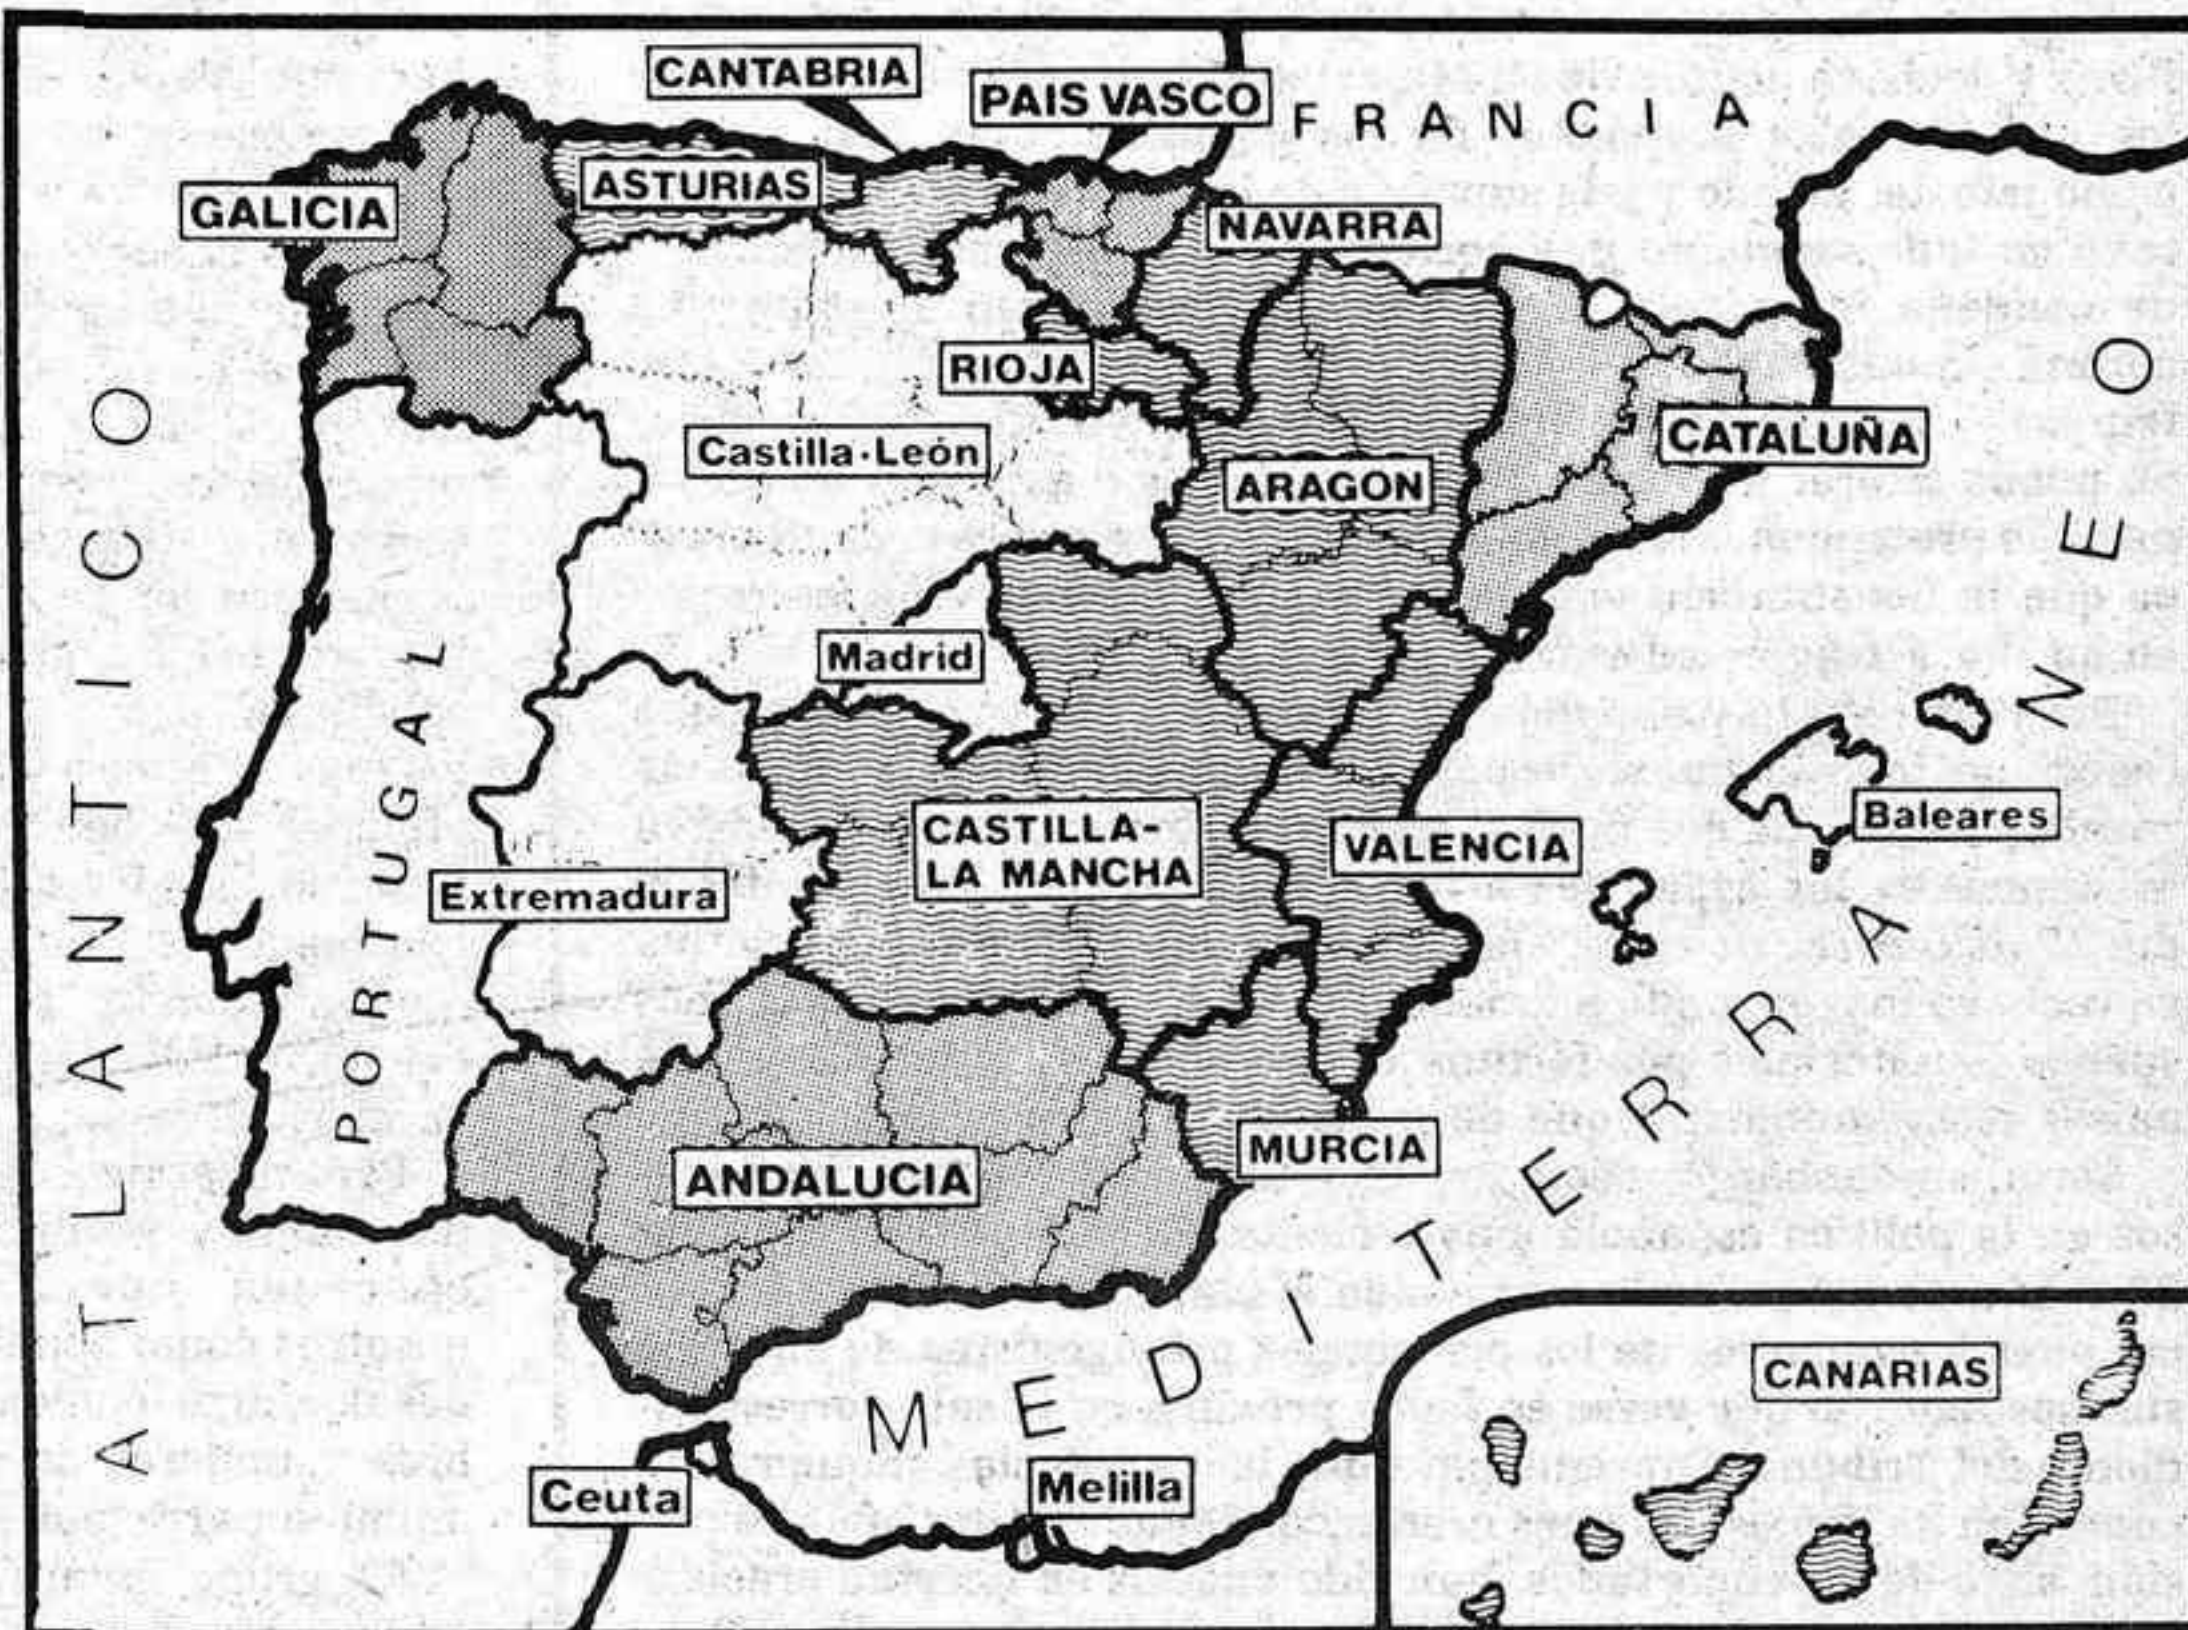 CANTABRIA
PAIS VASCO
FRANCIA
ASTURIAS
GALICIA
NAVARRA
RIOJA
CATALUÑA
Castilla·León
ARAGON
Madrid
PORTUGAL
ATLANTICO
CASTILLA-
LA MANCHA
VALENCIA
Baleares
Extremadura
MURCIA
ANDALUCIA
MEDITERRANEO
CANARIAS
Ceuta
Melilla